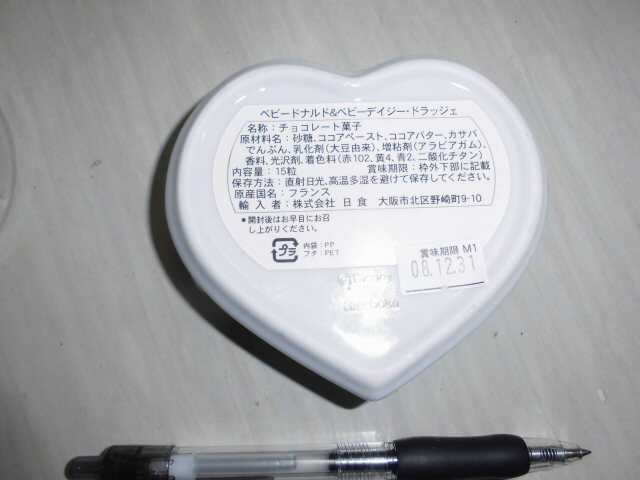 ベビードナルド&ベビーデイジー・ドラッジェ
名称：チョコレート菓子
原材料名：砂糖、ココアペースト、ココアバター、カサバ
でんぷん、乳化剤(大豆由来)、増粘剤(アラビアガム)、
香料、光沢剤、着色料(赤102、黄4、青2、二酸化チタン)
内容量：15粒 賞味期限：枠外下部に記載
保存方法：直射日光、高温多湿を避けて保存してください。
原産国名：フランス
輸入者：株式会社 日食 大阪市北区野崎町9-10
●開封後はお早目にお召
し上がりください。
プラ
内袋：PP
フタ：PET
賞味期限 M1
08.12.31